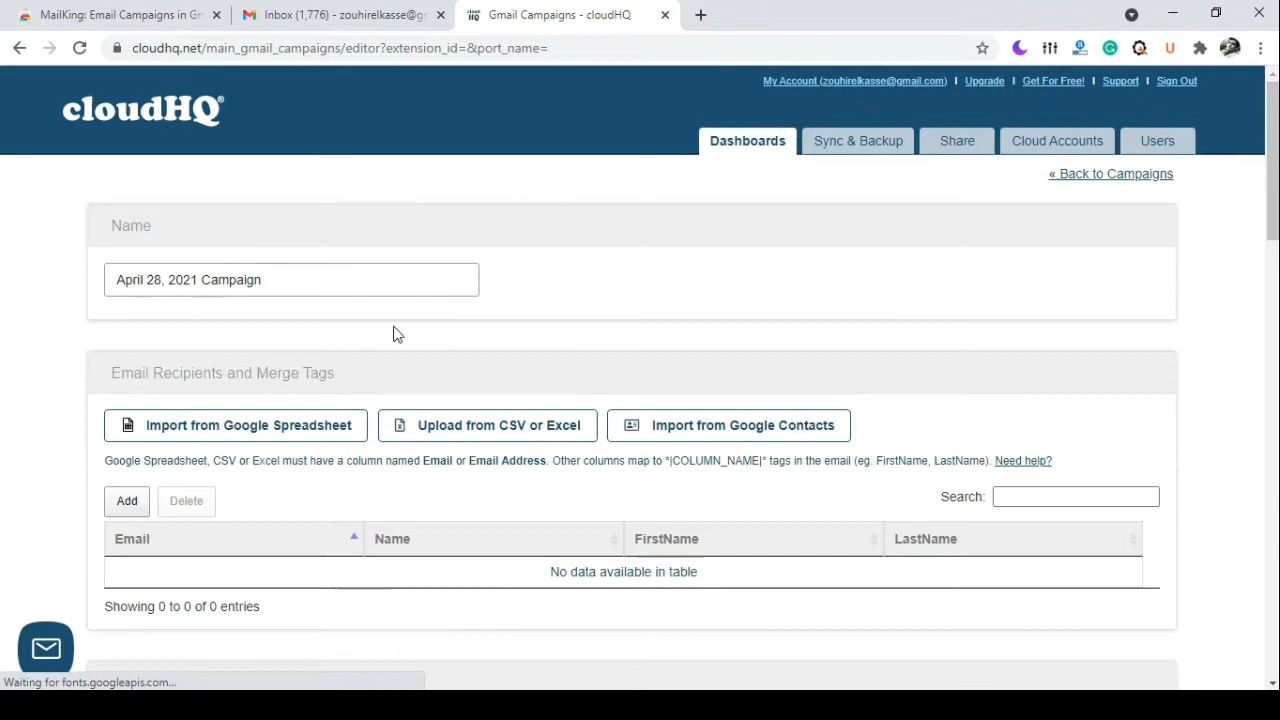 MailKing: Email Campaigns in Gm
Inbox (1,776) - zouhirelkasse@gr
Gmail Campaigns - cloudHQ
cloudhq.net/main_gmail_campaigns/editor?extension_id=&port_name=
My Account (zouhirelkasse@gmail.com) | Upgrade | Get For Free! | Support | Sign Out
cloudHQ®
Dashboards Sync & Backup Share Cloud Accounts Users
« Back to Campaigns
Name
April 28, 2021 Campaign
Email Recipients and Merge Tags
Import from Google Spreadsheet Upload from CSV or Excel Import from Google Contacts
Google Spreadsheet, CSV or Excel must have a column named Email or Email Address. Other columns map to *|COLUMN_NAME|* tags in the email (eg. FirstName, LastName). Need help?
Add Delete Search:
Email Name FirstName LastName
No data available in table
Showing 0 to 0 of 0 entries
Waiting for fonts.googleapis.com...